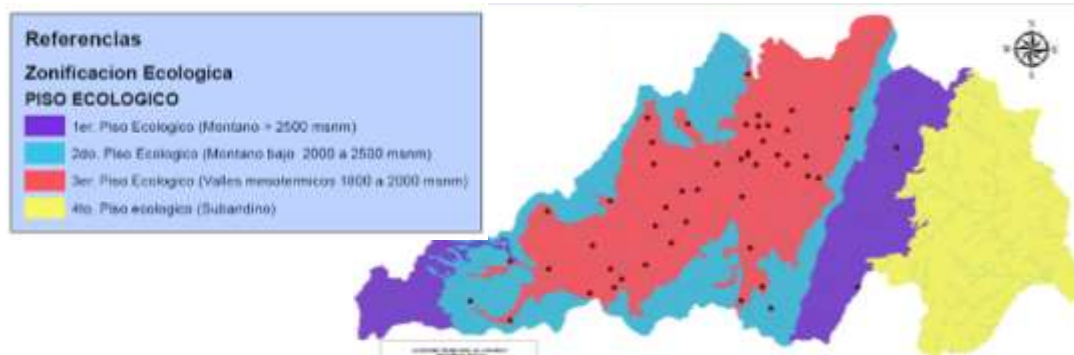 Referencias
Zonificacion Ecologica
PISO ECOLOGICO
1er. Piso Ecologico (Montano > 2500 msnm)
2do. Piso Ecologico (Montano bajo 2000 a 2500 msnm)
3er. Piso Ecologico (Valles mesotermicos 1800 a 2000 msnm)
4to. Piso ecologico (Subandino)